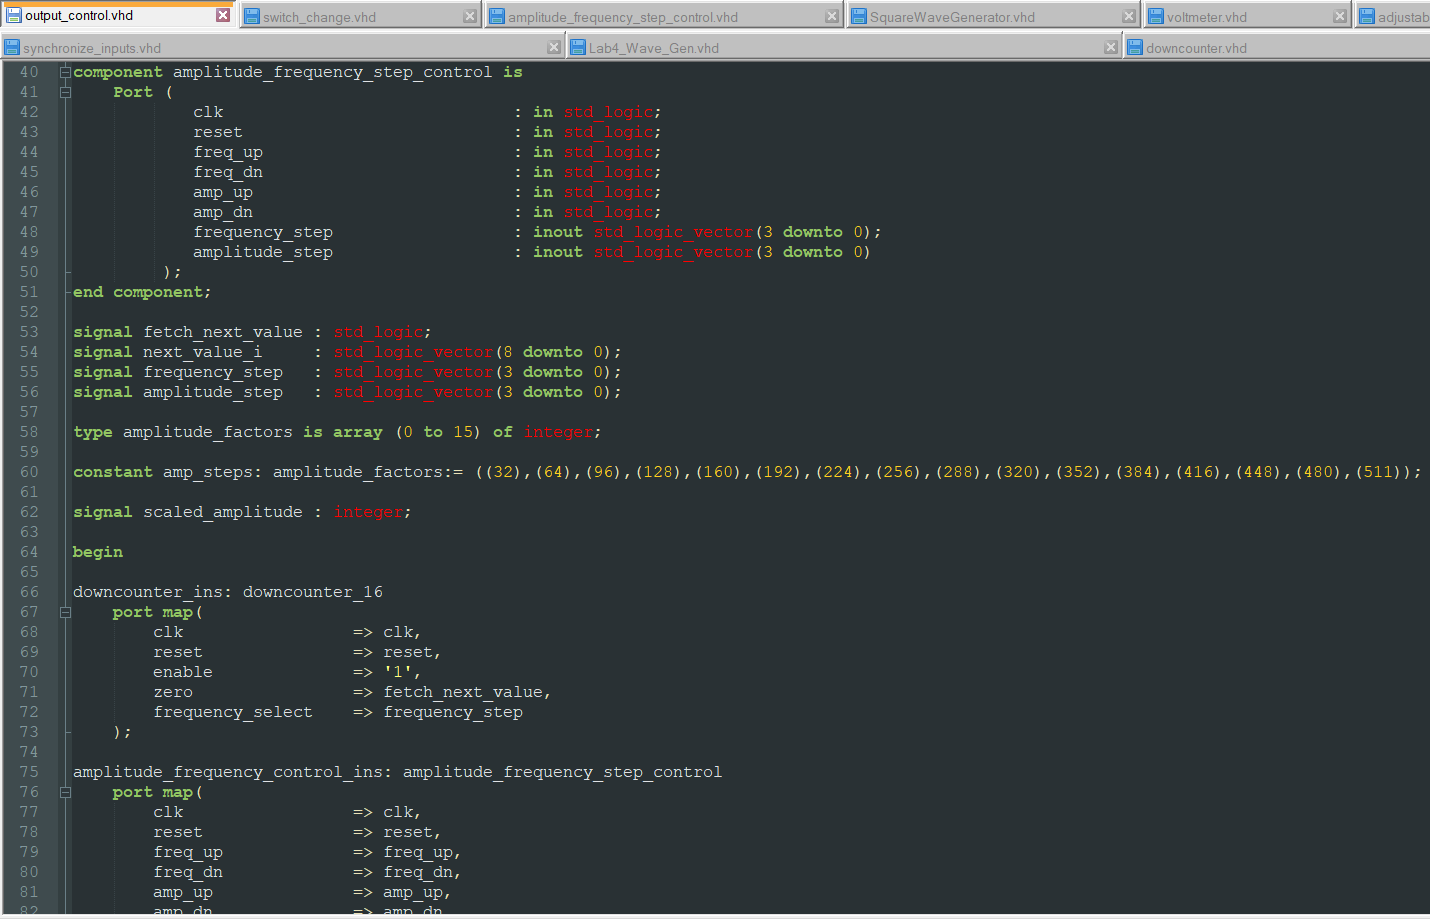 output_control.vhd switch_change.vhd amplitude_frequency_step_control.vhd SquareWaveGenerator.vhd voltmeter.vhd adjustab
synchronize_inputs.vhd Lab4_Wave_Gen.vhd downcounter.vhd
40 component amplitude_frequency_step_control is
41 Port (
42 clk : in std_logic;
43 reset : in std_logic;
44 freq_up : in std_logic;
45 freq_dn : in std_logic;
46 amp_up : in std_logic;
47 amp_dn : in std_logic;
48 frequency_step : inout std_logic_vector(3 downto 0);
49 amplitude_step : inout std_logic_vector(3 downto 0)
50 );
51 end component;
52
53 signal fetch_next_value : std_logic;
54 signal next_value_i : std_logic_vector(8 downto 0);
55 signal frequency_step : std_logic_vector(3 downto 0);
56 signal amplitude_step : std_logic_vector(3 downto 0);
57
58 type amplitude_factors is array (0 to 15) of integer;
59
60 constant amp_steps: amplitude_factors:= ((32),(64),(96),(128),(160),(192),(224),(256),(288),(320),(352),(384),(416),(448),(480),(511));
61
62 signal scaled_amplitude : integer;
63
64 begin
65
66 downcounter_ins: downcounter_16
67 port map(
68 clk => clk,
69 reset => reset,
70 enable => '1',
71 zero => fetch_next_value,
72 frequency_select => frequency_step
73 );
74
75 amplitude_frequency_control_ins: amplitude_frequency_step_control
76 port map(
77 clk => clk,
78 reset => reset,
79 freq_up => freq_up,
80 freq_dn => freq_dn,
81 amp_up => amp_up,
82 amp_dn => amp_dn